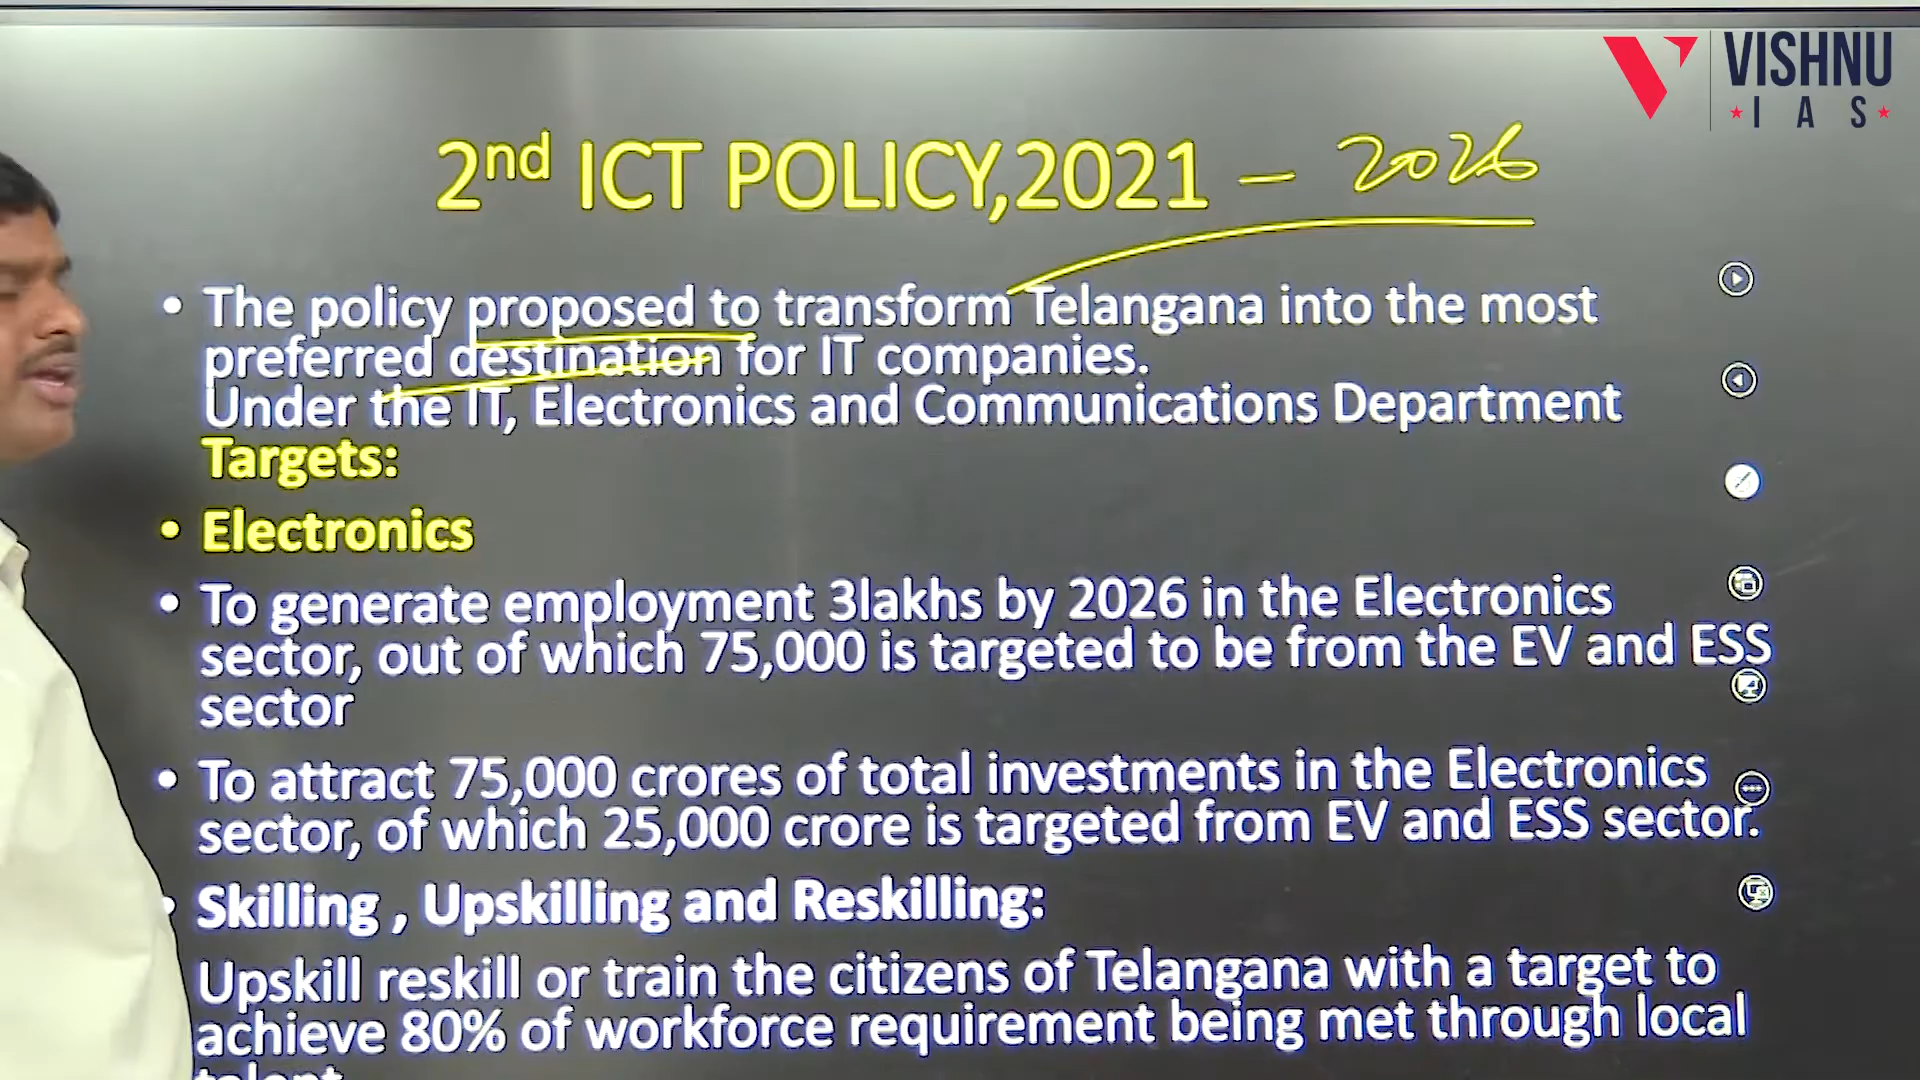 VISHNU
IAS
2nd ICT POLICY,2021 – 2026
• The policy proposed to transform Telangana into the most
preferred destination for IT companies.
Under the IT, Electronics and Communications Department
Targets:
• Electronics
• To generate employment 3lakhs by 2026 in the Electronics
sector, out of which 75,000 is targeted to be from the EV and ESS
sector
• To attract 75,000 crores of total investments in the Electronics
sector, of which 25,000 crore is targeted from EV and ESS sector.
• Skilling , Upskilling and Reskilling:
Upskill reskill or train the citizens of Telangana with a target to
achieve 80% of workforce requirement being met through local
talent